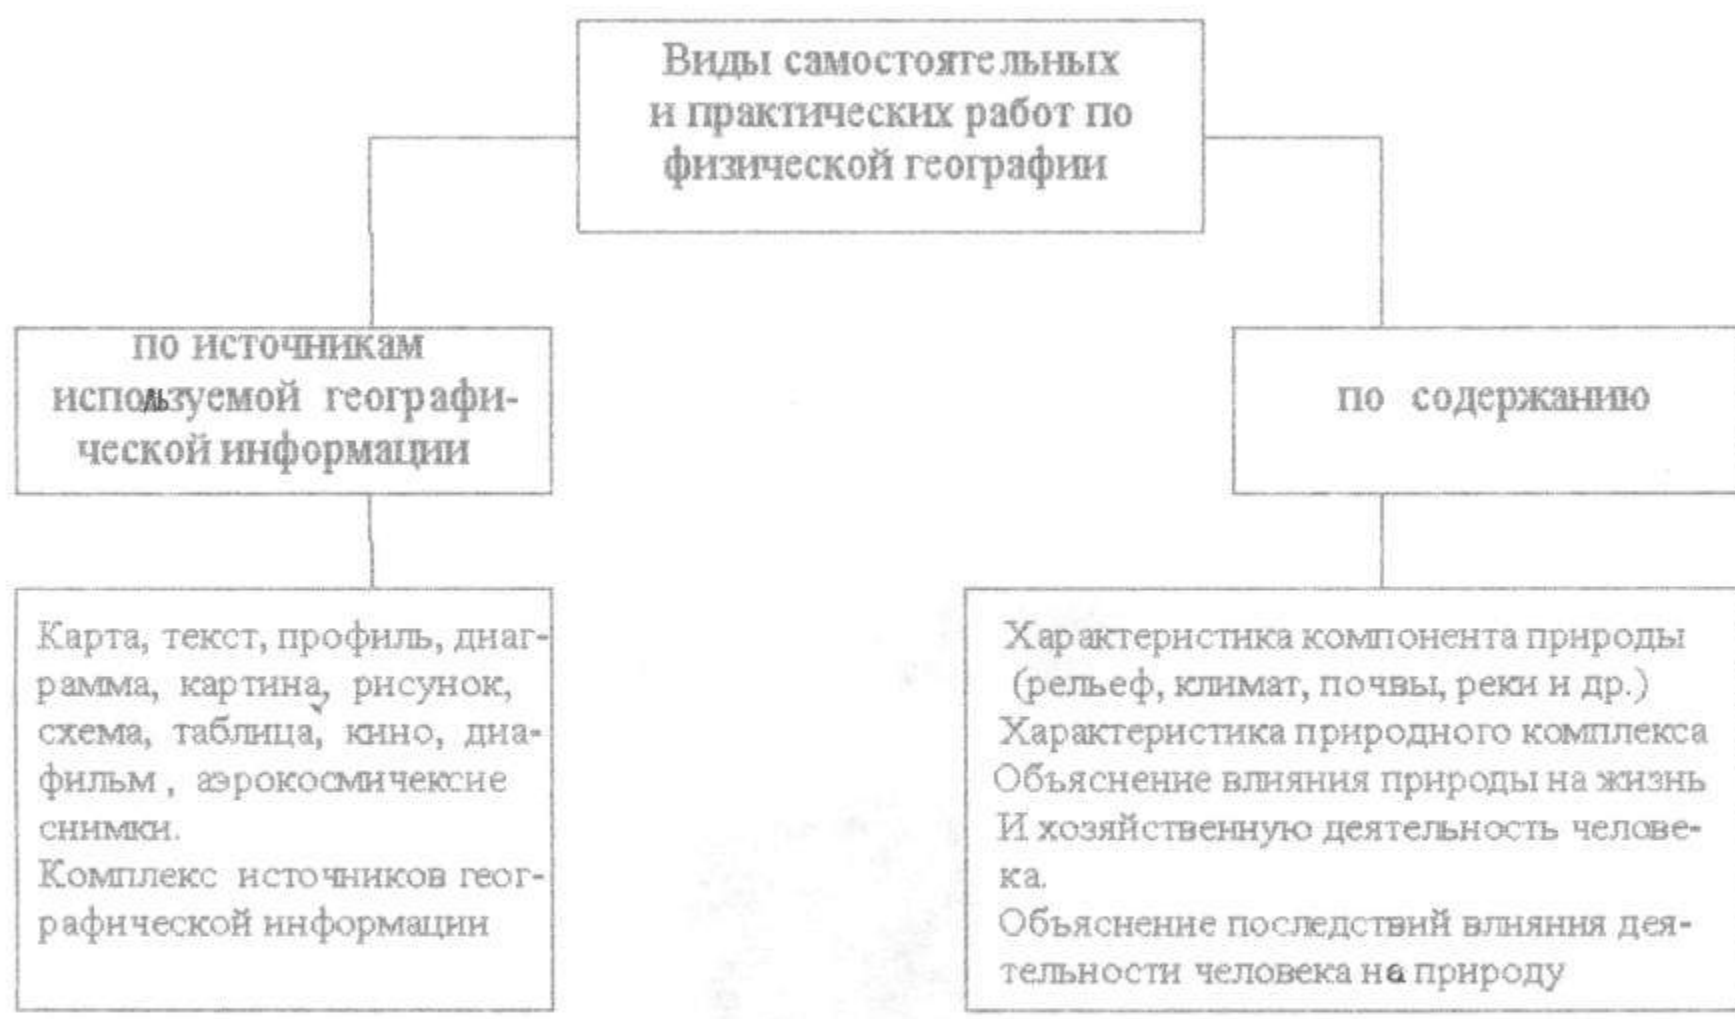 Виды самостоятельных
и практических работ по
физической географии
по источникам
используемой географи-
ческой информации
по содержанию
Карта, текст, профиль, диаг-
рамма, картина, рисунок,
схема, таблица, кино, диа-
фильм , аэрокосмичексие
снимки.
Комплекс источников геог-
рафической информации
Характеристика компонента природы
(рельеф, климат, почвы, реки и др.)
Характеристика природного комплекса
Объяснение влияния природы на жизнь
И хозяйственную деятельность челове-
ка.
Объяснение последствий влияния дея-
тельности человека на природу